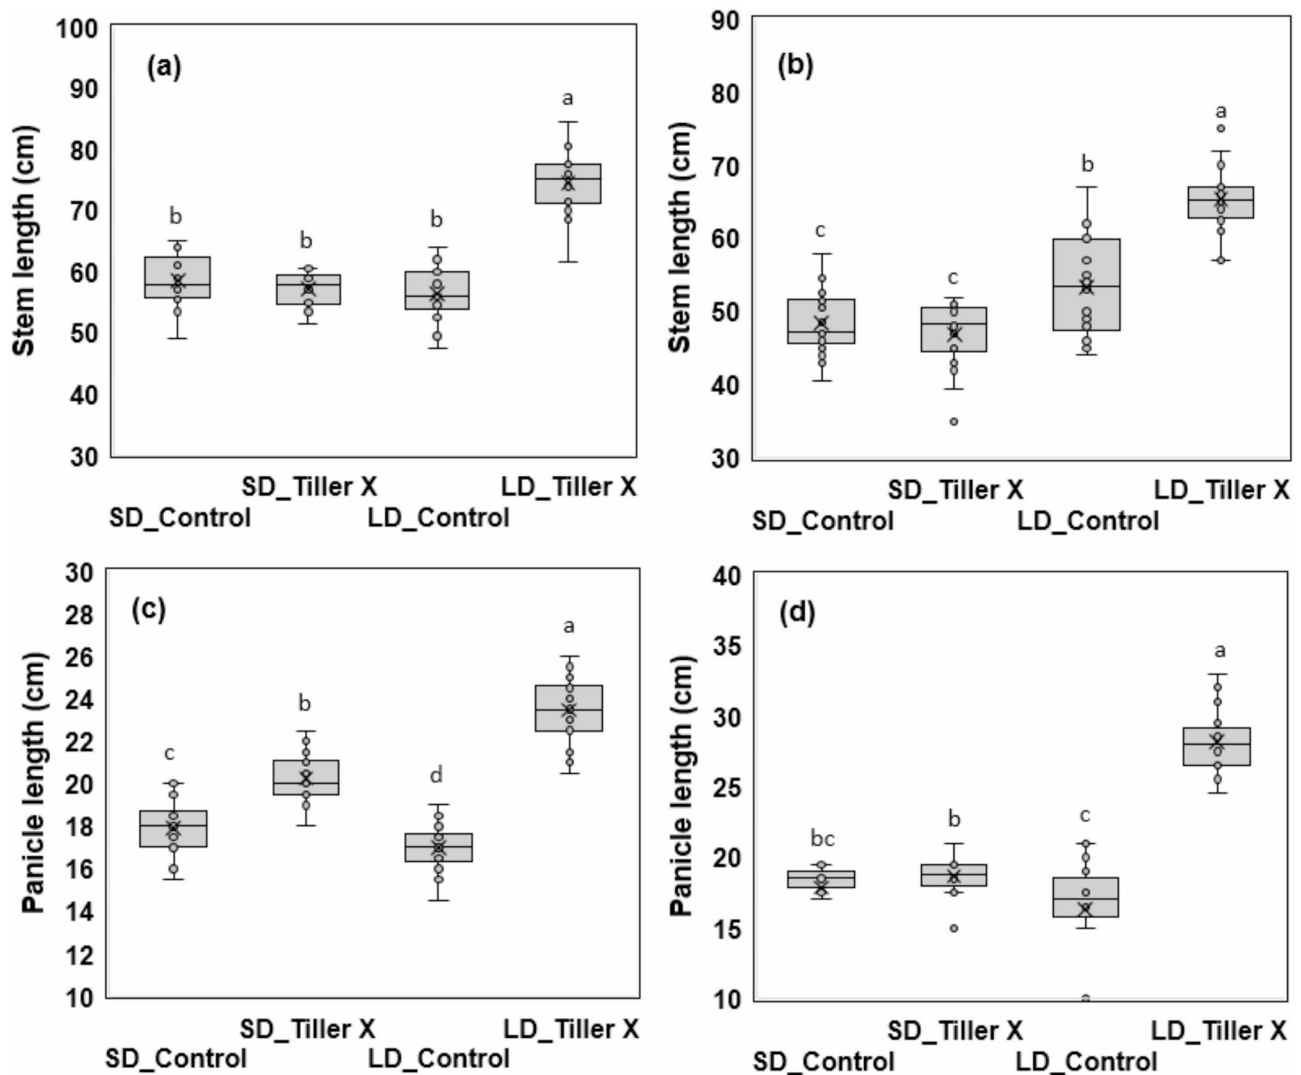 (a)
Stem length (cm)
100
90
80
70
60
50
40
30
b
b
b
a
SD_Tiller X
LD_Tiller X
SD_Control
LD_Control
(b)
Stem length (cm)
90
80
70
60
50
40
30
c
c
b
a
SD_Tiller X
LD_Tiller X
SD_Control
LD_Control
(c)
Panicle length (cm)
30
28
26
24
22
20
18
16
14
12
10
c
b
d
a
SD_Tiller X
LD_Tiller X
SD_Control
LD_Control
(d)
Panicle length (cm)
40
35
30
25
20
15
10
bc
b
c
a
SD_Tiller X
LD_Tiller X
SD_Control
LD_Control